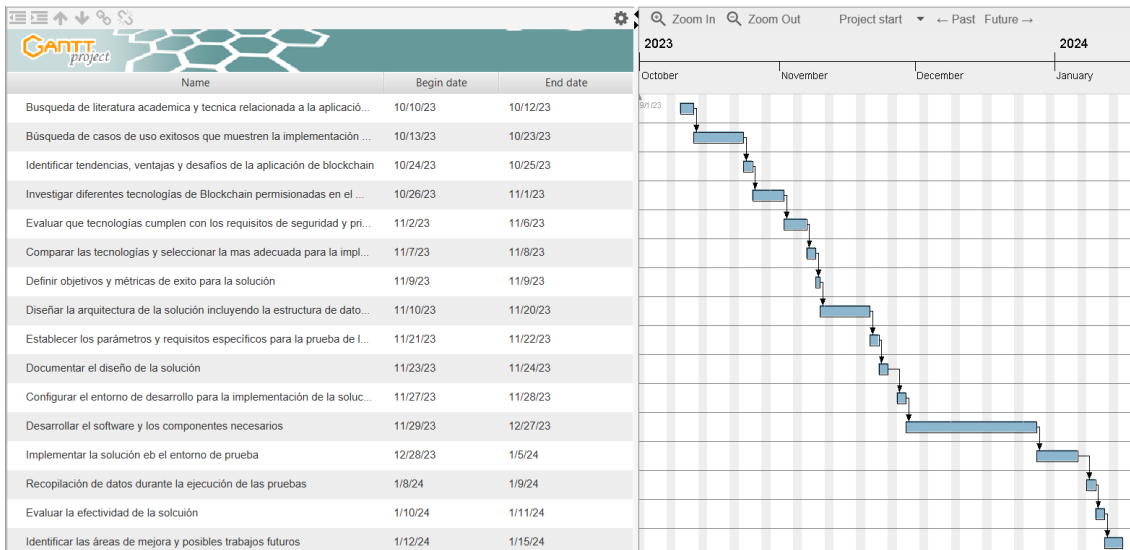 Zoom In Zoom Out Project start ← Past Future →
GANTT project
2023 2024
Name Begin date End date
October November December January
9/1/23
Busqueda de literatura academica y tecnica relacionada a la aplicació... 10/10/23 10/12/23
Búsqueda de casos de uso exitosos que muestren la implementación ... 10/13/23 10/23/23
Identificar tendencias, ventajas y desafíos de la aplicación de blockchain 10/24/23 10/25/23
Investigar diferentes tecnologías de Blockchain permisionadas en el ... 10/26/23 11/1/23
Evaluar que tecnologías cumplen con los requisitos de seguridad y pri... 11/2/23 11/6/23
Comparar las tecnologías y seleccionar la mas adecuada para la impl... 11/7/23 11/8/23
Definir objetivos y métricas de exito para la solución 11/9/23 11/9/23
Diseñar la arquitectura de la solución incluyendo la estructura de dato... 11/10/23 11/20/23
Establecer los parámetros y requisitos específicos para la prueba de l... 11/21/23 11/22/23
Documentar el diseño de la solución 11/23/23 11/24/23
Configurar el entorno de desarrollo para la implementación de la soluc... 11/27/23 11/28/23
Desarrollar el software y los componentes necesarios 11/29/23 12/27/23
Implementar la solución eb el entorno de prueba 12/28/23 1/5/24
Recopilación de datos durante la ejecución de las pruebas 1/8/24 1/9/24
Evaluar la efectividad de la solcuión 1/10/24 1/11/24
Identificar las áreas de mejora y posibles trabajos futuros 1/12/24 1/15/24